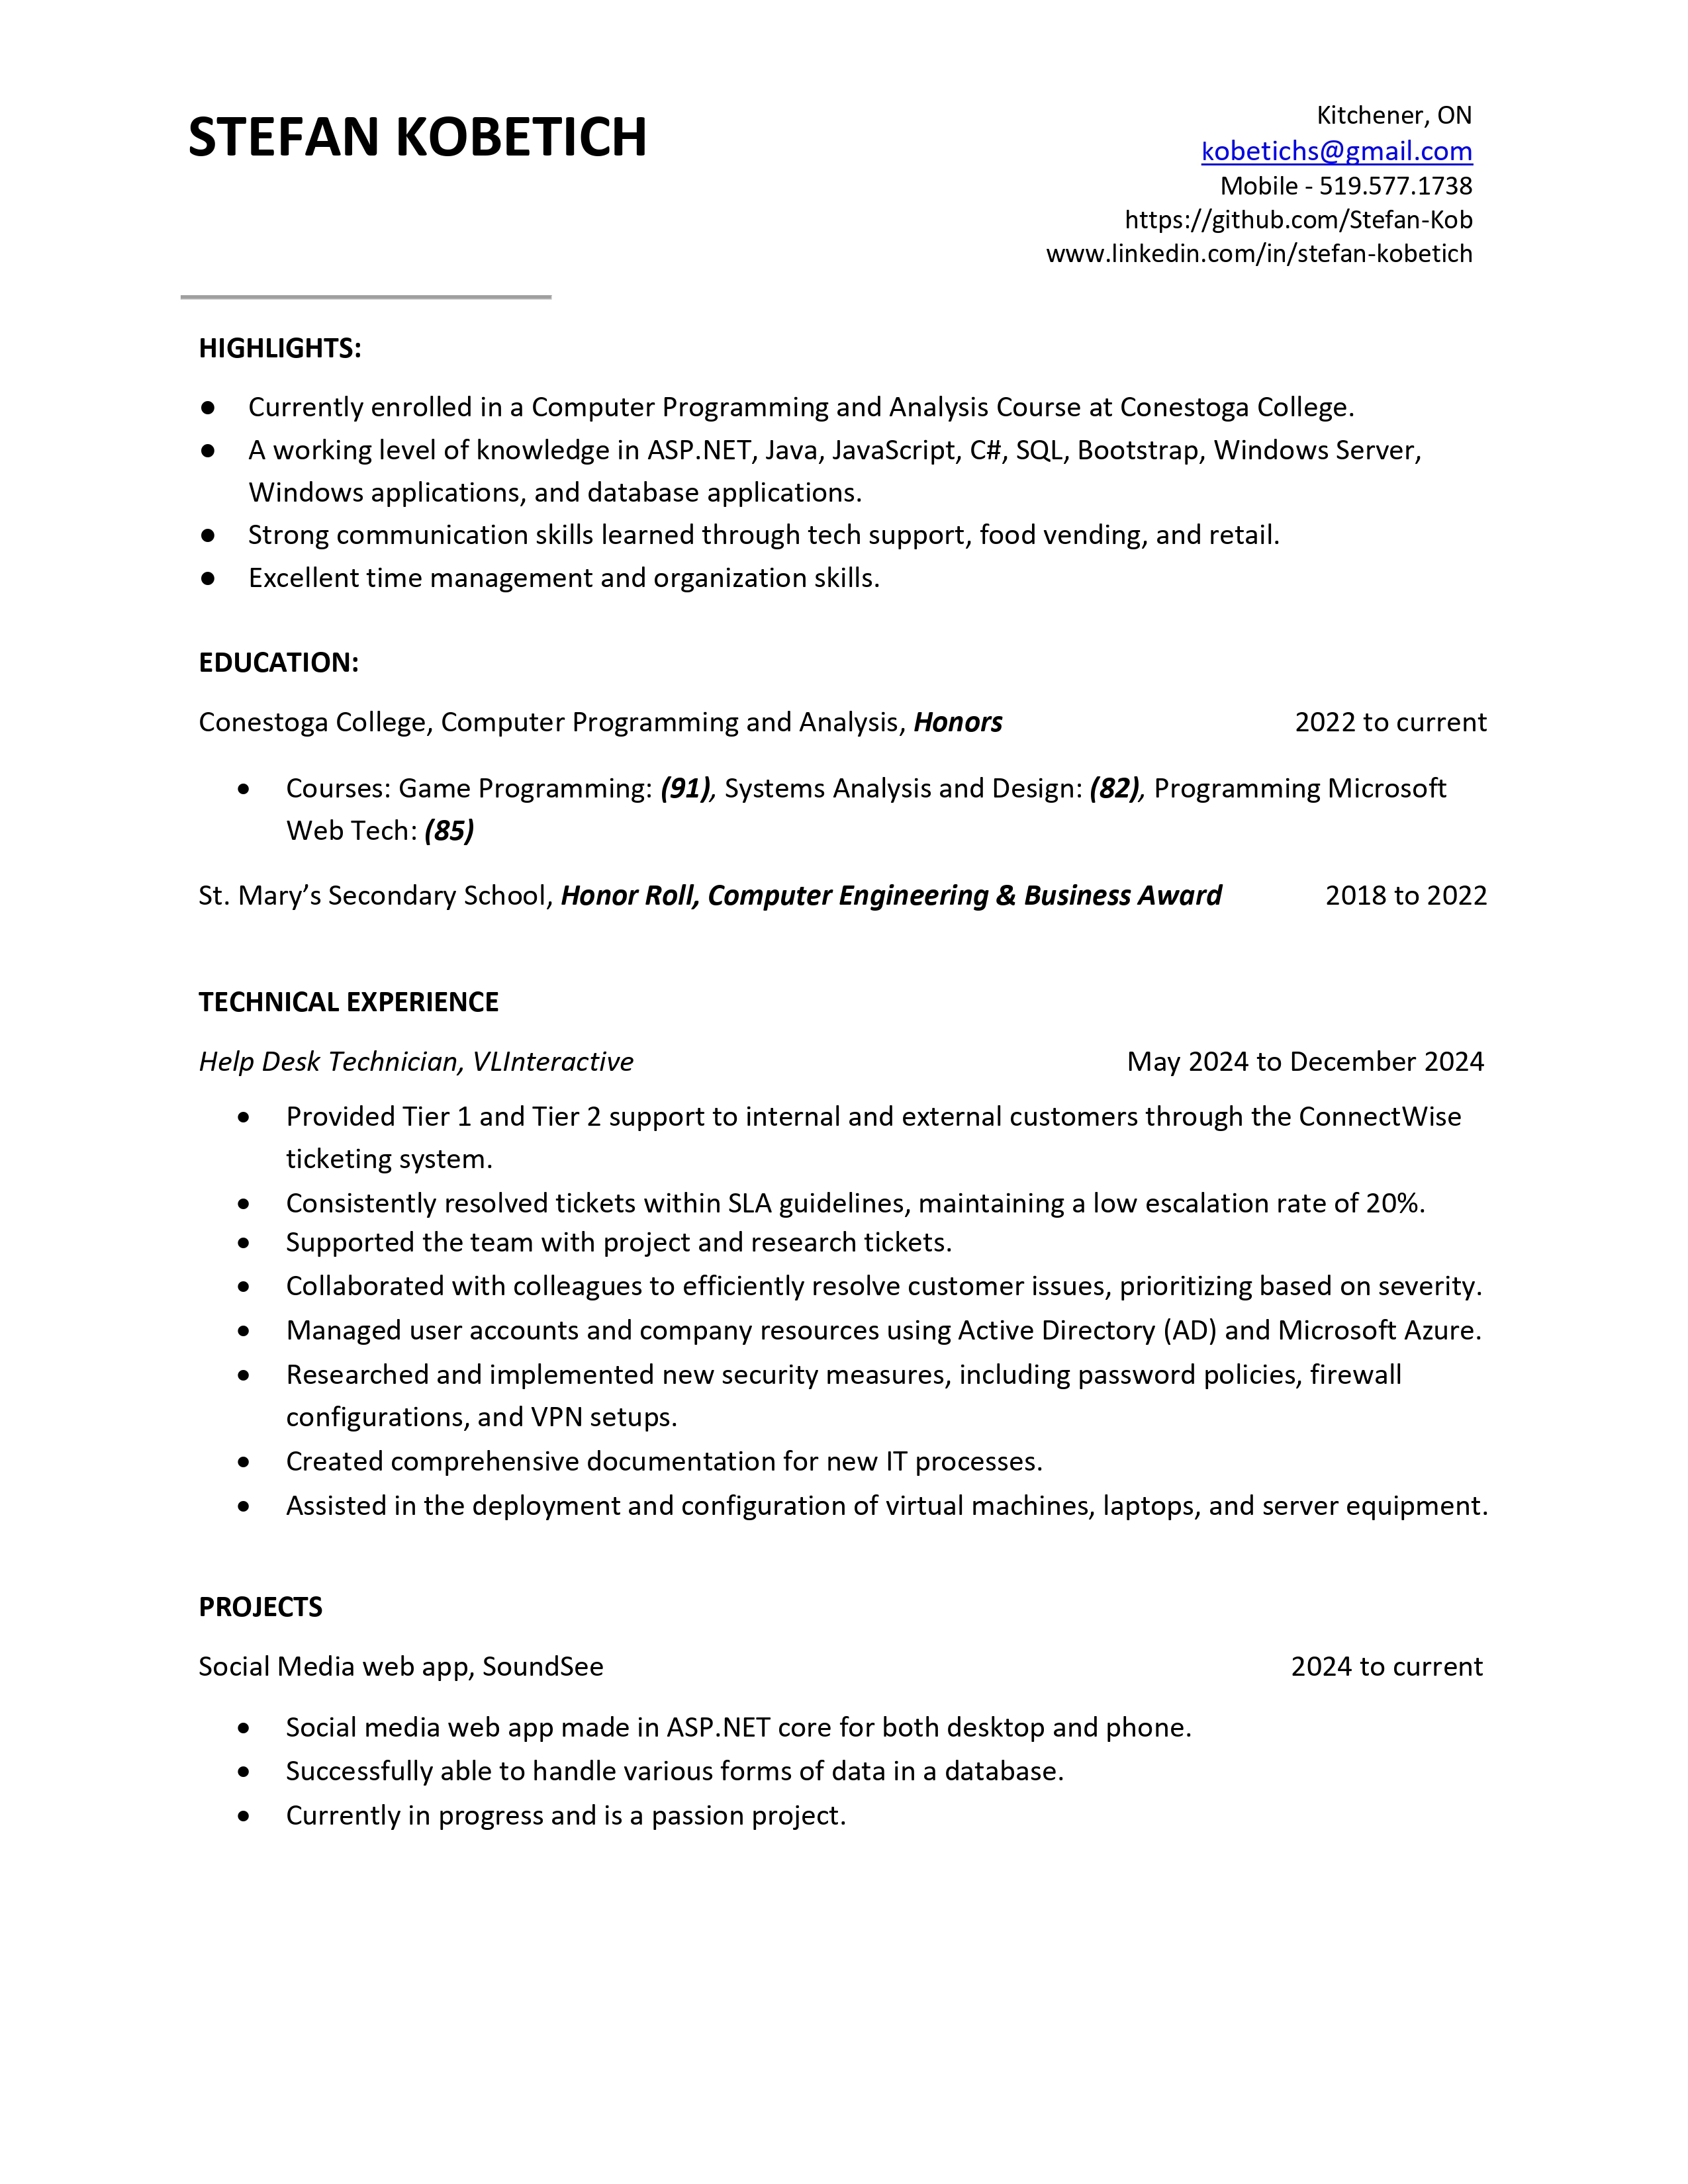 STEFAN KOBETICH
Kitchener, ON
kobetichs@gmail.com
Mobile - 519.577.1738
https://github.com/Stefan-Kob
www.linkedin.com/in/stefan-kobetich
HIGHLIGHTS:
● Currently enrolled in a Computer Programming and Analysis Course at Conestoga College.
● A working level of knowledge in ASP.NET, Java, JavaScript, C#, SQL, Bootstrap, Windows Server,
Windows applications, and database applications.
● Strong communication skills learned through tech support, food vending, and retail.
● Excellent time management and organization skills.
EDUCATION:
Conestoga College, Computer Programming and Analysis, Honors 2022 to current
• Courses: Game Programming: (91), Systems Analysis and Design: (82), Programming Microsoft
Web Tech: (85)
St. Mary’s Secondary School, Honor Roll, Computer Engineering & Business Award 2018 to 2022
TECHNICAL EXPERIENCE
Help Desk Technician, VLInteractive May 2024 to December 2024
• Provided Tier 1 and Tier 2 support to internal and external customers through the ConnectWise
ticketing system.
• Consistently resolved tickets within SLA guidelines, maintaining a low escalation rate of 20%.
• Supported the team with project and research tickets.
• Collaborated with colleagues to efficiently resolve customer issues, prioritizing based on severity.
• Managed user accounts and company resources using Active Directory (AD) and Microsoft Azure.
• Researched and implemented new security measures, including password policies, firewall
configurations, and VPN setups.
• Created comprehensive documentation for new IT processes.
• Assisted in the deployment and configuration of virtual machines, laptops, and server equipment.
PROJECTS
Social Media web app, SoundSee 2024 to current
• Social media web app made in ASP.NET core for both desktop and phone.
• Successfully able to handle various forms of data in a database.
• Currently in progress and is a passion project.